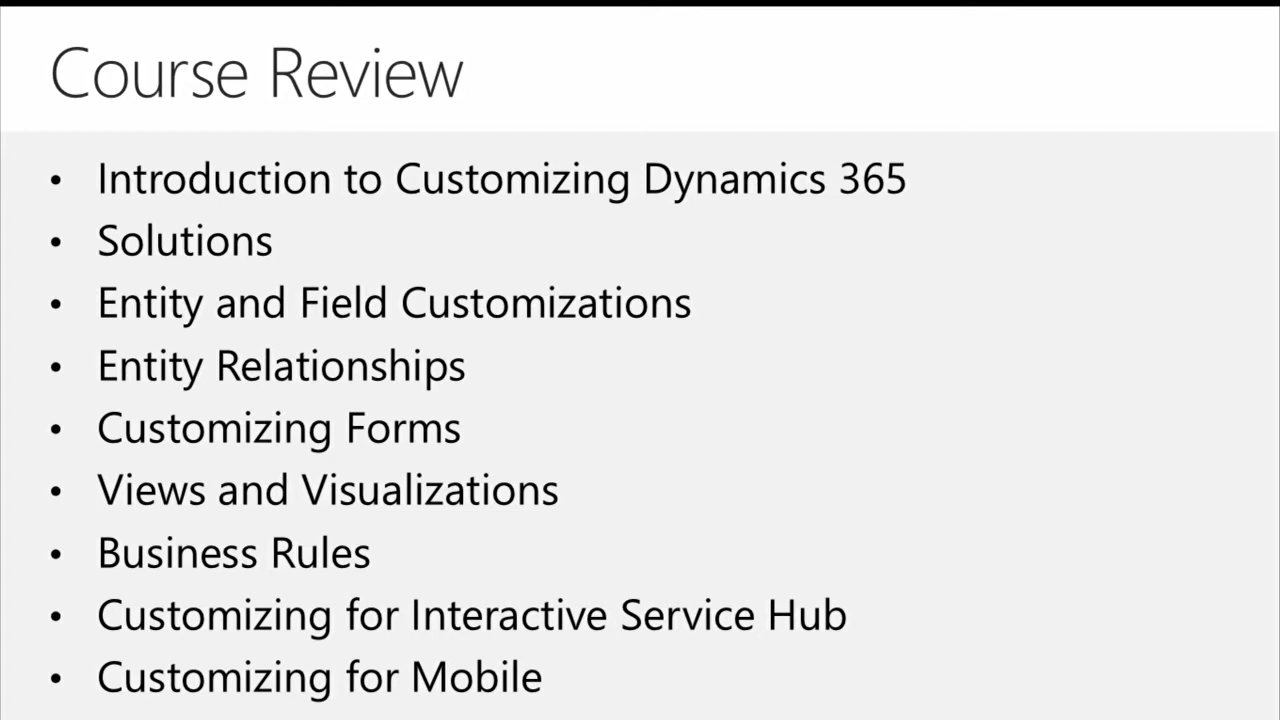 Course Review
• Introduction to Customizing Dynamics 365
• Solutions
• Entity and Field Customizations
• Entity Relationships
• Customizing Forms
• Views and Visualizations
• Business Rules
• Customizing for Interactive Service Hub
• Customizing for Mobile